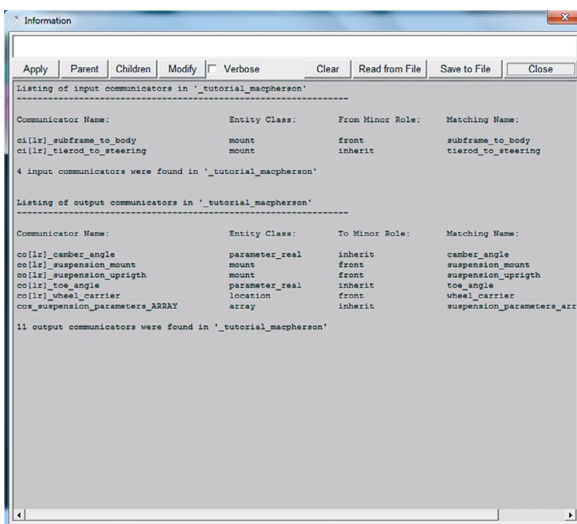 Information
Apply Parent Children Modify Verbose Clear Read from File Save to File Close
Listing of input communicators in '_tutorial_macpherson'
Communicator Name: Entity Class: From Minor Role: Matching Name:
ci[lr]_subframe_to_body mount front subframe_to_body
ci[lr]_tierod_to_steering mount inherit tierod_to_steering
4 input communicators were found in '_tutorial_macpherson'
Listing of output communicators in '_tutorial_macpherson'
Communicator Name: Entity Class: To Minor Role: Matching Name:
co[lr]_camber_angle parameter_real inherit camber_angle
co[lr]_suspension_mount mount front suspension_mount
co[lr]_suspension_uprigth mount front suspension_uprigth
co[lr]_toe_angle parameter_real inherit toe_angle
co[lr]_wheel_carrier location front wheel_carrier
cos_suspension_parameters_ARRAY array inherit suspension_parameters_arr
11 output communicators were found in '_tutorial_macpherson'